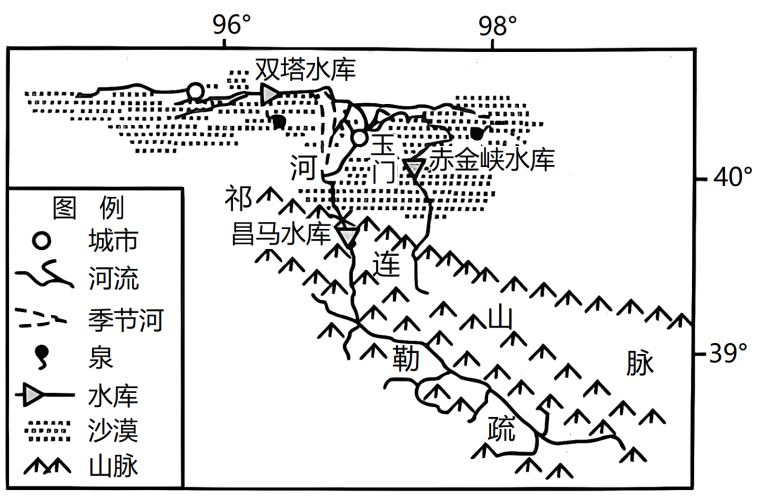 96° 98°
双塔水库
玉门
河
赤金峡水库
40°
祁
昌马水库
连
山
39°
脉
勒
疏
图 例
城市
河流
季节河
泉
水库
沙漠
山脉